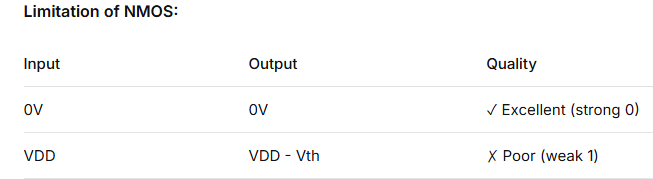 Limitation of NMOS:
Input Output Quality
0V 0V ✓ Excellent (strong 0)
VDD VDD - Vth ✗ Poor (weak 1)